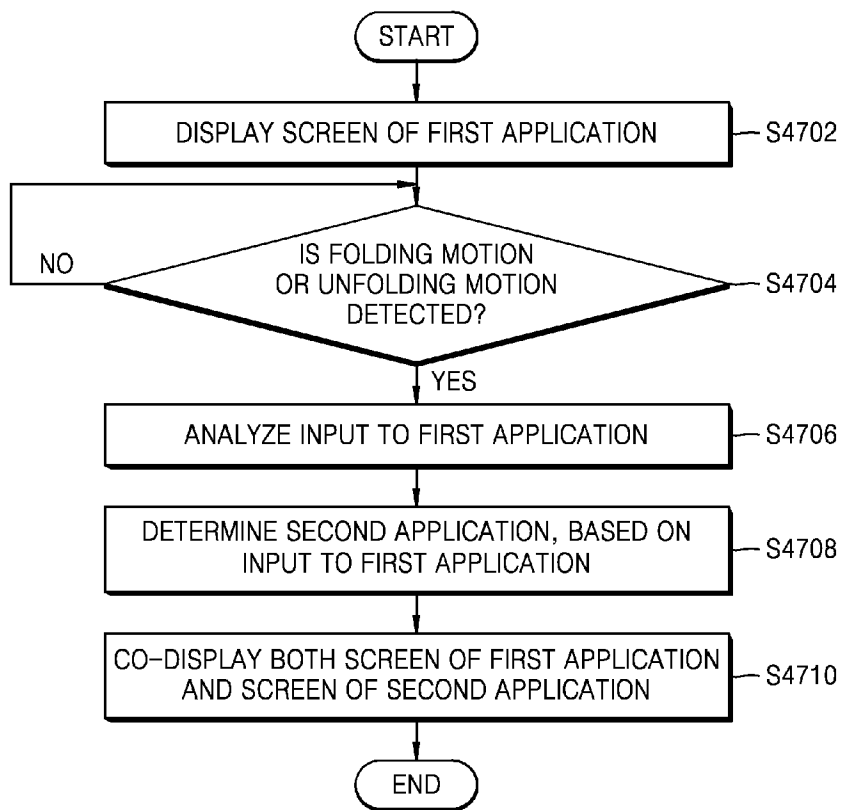 START
DISPLAY SCREEN OF FIRST APPLICATION
S4702
IS FOLDING MOTION
OR UNFOLDING MOTION
DETECTED?
NO
S4704
YES
ANALYZE INPUT TO FIRST APPLICATION
S4706
DETERMINE SECOND APPLICATION, BASED ON
INPUT TO FIRST APPLICATION
S4708
CO-DISPLAY BOTH SCREEN OF FIRST APPLICATION
AND SCREEN OF SECOND APPLICATION
S4710
END